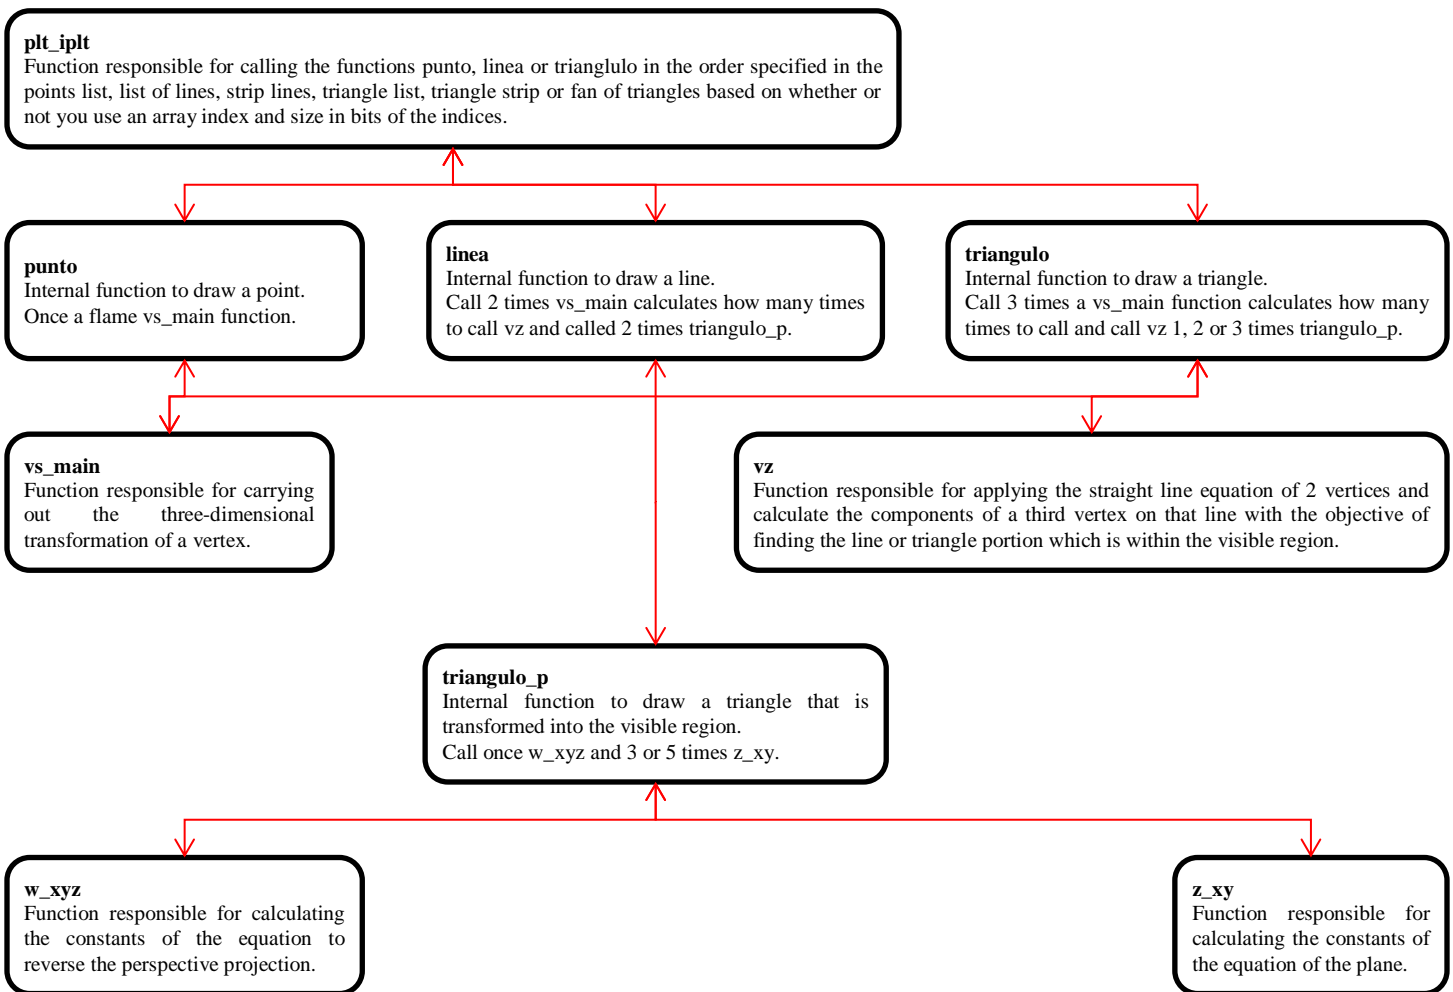 plt_iplt
Function responsible for calling the functions punto, linea or trianglulo in the order specified in the
points list, list of lines, strip lines, triangle list, triangle strip or fan of triangles based on whether or
not you use an array index and size in bits of the indices.
punto
Internal function to draw a point.
Once a flame vs_main function.
linea
Internal function to draw a line.
Call 2 times vs_main calculates how many times
to call vz and called 2 times triangulo_p.
triangulo
Internal function to draw a triangle.
Call 3 times a vs_main function calculates how many
times to call and call vz 1, 2 or 3 times triangulo_p.
vs_main
Function responsible for carrying
out the three-dimensional
transformation of a vertex.
vz
Function responsible for applying the straight line equation of 2 vertices and
calculate the components of a third vertex on that line with the objective of
finding the line or triangle portion which is within the visible region.
triangulo_p
Internal function to draw a triangle that is
transformed into the visible region.
Call once w_xyz and 3 or 5 times z_xy.
w_xyz
Function responsible for calculating
the constants of the equation to
reverse the perspective projection.
z_xy
Function responsible for
calculating the constants of
the equation of the plane.